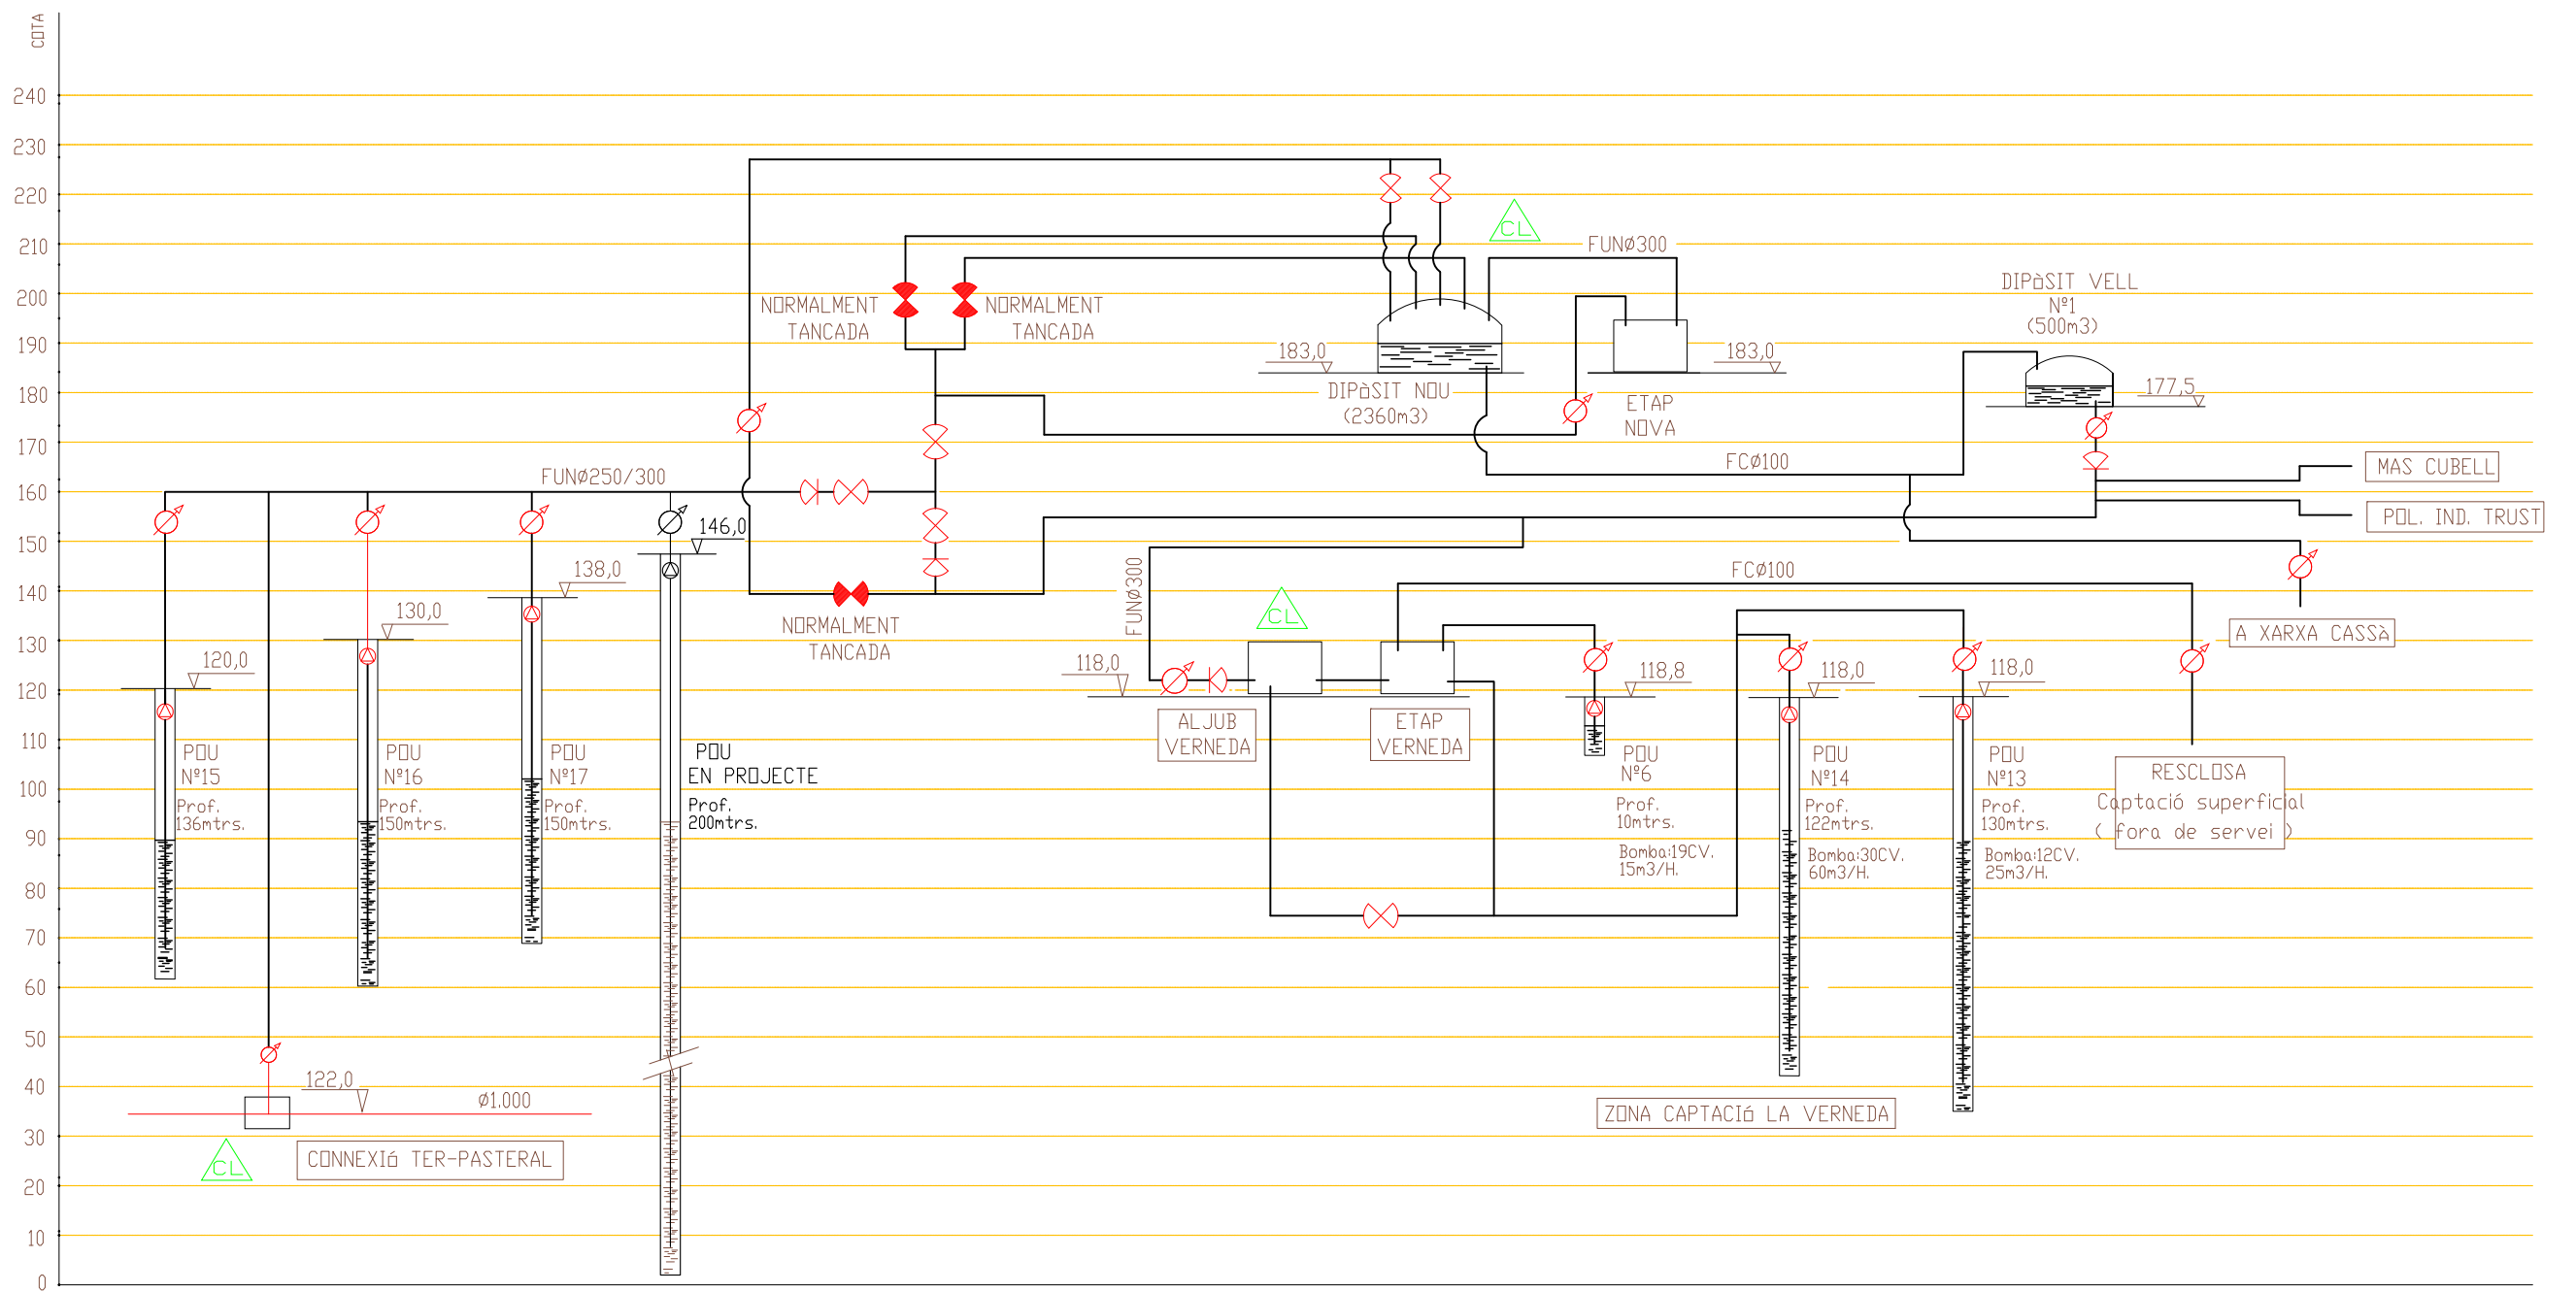 COTA
240
230
220
210
200
190
180
170
160
150
140
130
120
110
100
90
80
70
60
50
40
30
20
10
0
CL
FUNØ300
NORMALMENT
TANCADA
NORMALMENT
TANCADA
183,0
DIPòSIT NOU
(2360m3)
183,0
ETAP
NOVA
DIPòSIT VELL
Nº1
(500m3)
177,5
FUNØ250/300
FCØ100
MAS CUBELL
POL. IND. TRUST
146,0
138,0
130,0
120,0
NORMALMENT
TANCADA
FUNØ300
CL
FCØ100
A XARXA CASSà
118,0
ALJUB
VERNEDA
ETAP
VERNEDA
118,8
118,0
118,0
POU
Nº15
Prof.
136mtrs.
POU
Nº16
Prof.
150mtrs.
POU
Nº17
Prof.
150mtrs.
POU
EN PROJECTE
Prof.
200mtrs.
POU
Nº6
Prof.
10mtrs.
Bomba:19CV.
15m3/H.
POU
Nº14
Prof.
122mtrs.
Bomba:30CV.
60m3/H.
POU
Nº13
Prof.
130mtrs.
Bomba:12CV.
25m3/H.
RESCLOSA
Captació superficial
( fora de servei )
122,0
Ø1.000
CL
CONNEXIó TER-PASTERAL
ZONA CAPTACIó LA VERNEDA